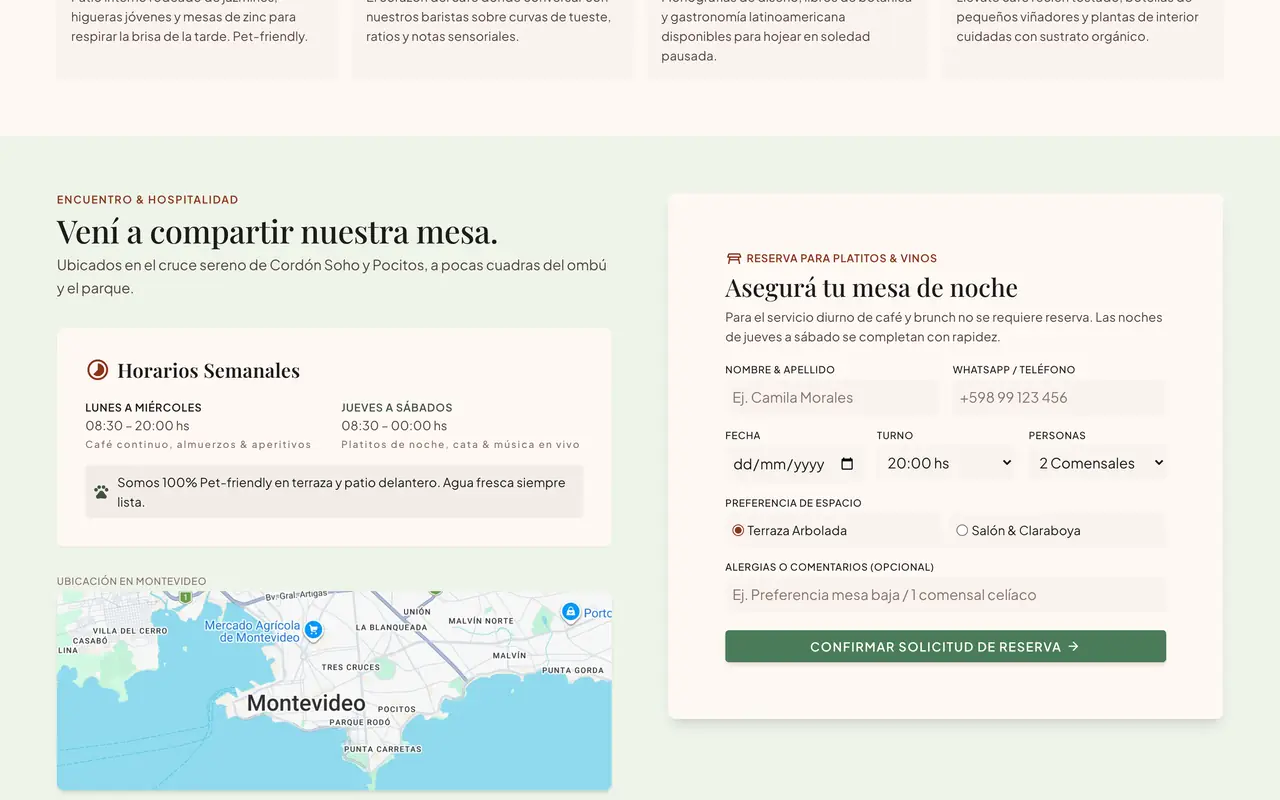 higueras jóvenes y mesas de zinc para
respirar la brisa de la tarde. Pet-friendly.
nuestros baristas sobre curvas de tueste,
ratios y notas sensoriales.
y gastronomía latinoamericana
disponibles para hojear en soledad
pausada.
pequeños viñadores y plantas de interior
cuidadas con sustrato orgánico.
ENCUENTRO & HOSPITALIDAD
Vení a compartir nuestra mesa.
Ubicados en el cruce sereno de Cordón Soho y Pocitos, a pocas cuadras del ombú
y el parque.
Horarios Semanales
LUNES A MIÉRCOLES
08:30 – 20:00 hs
Café continuo, almuerzos & aperitivos
JUEVES A SÁBADOS
08:30 – 00:00 hs
Platitos de noche, cata & música en vivo
Somos 100% Pet-friendly en terraza y patio delantero. Agua fresca siempre
lista.
UBICACIÓN EN MONTEVIDEO
1
Bv. Gral. Artigas
UNIÓN
Porto
VILLA DEL CERRO
CASABÓ
LINA
Mercado Agrícola
de Montevideo
LA BLANQUEADA
MALVÍN NORTE
TRES CRUCES
MALVÍN
PUNTA GORDA
Montevideo
POCITOS
PARQUE RODÓ
PUNTA CARRETAS
RESERVA PARA PLATITOS & VINOS
Asegurá tu mesa de noche
Para el servicio diurno de café y brunch no se requiere reserva. Las noches
de jueves a sábado se completan con rapidez.
NOMBRE & APELLIDO
WHATSAPP / TELÉFONO
Ej. Camila Morales
+598 99 123 456
FECHA
TURNO
PERSONAS
dd/mm/yyyy
20:00 hs
2 Comensales
PREFERENCIA DE ESPACIO
Terraza Arbolada
Salón & Claraboya
ALERGIAS O COMENTARIOS (OPCIONAL)
Ej. Preferencia mesa baja / 1 comensal celíaco
CONFIRMAR SOLICITUD DE RESERVA →